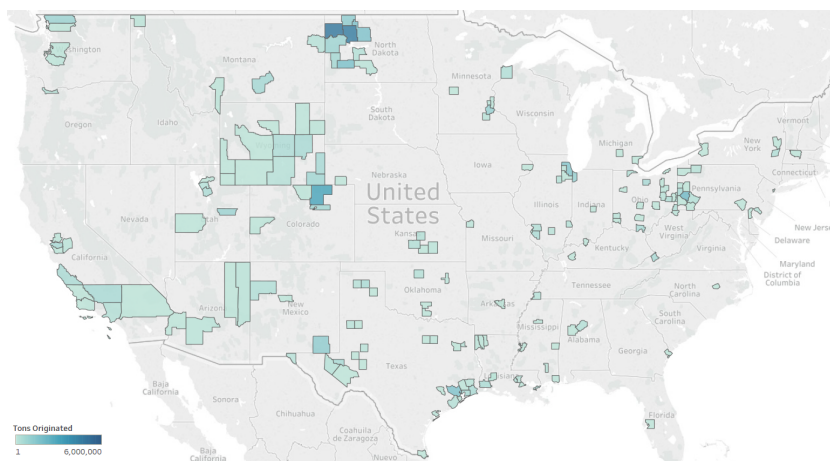 Washington
Montana
North
Dakota
Minnesota
Oregon
Idaho
South
Dakota
Wisconsin
Michigan
Vermont
New
York
Connecticut
Iowa
Nebraska
Pennsylvania
Nevada
Utah
Colorado
United
States
Illinois
Indiana
Ohio
New Jerse
Delaware
Maryland
District of
Columbia
West
Virginia
Virginia
Kansas
Missouri
Kentucky
California
Tennessee
North
Carolina
Arizona
New
Mexico
Oklahoma
Arkansas
South
Carolina
Mississippi
Alabama
Georgia
Texas
Louisiana
Baja
California
Sonora
Chihuahua
Coahuila
de Zaragoza
Nuevo
Florida
Baja
California
Tons Originated
1 6,000,000